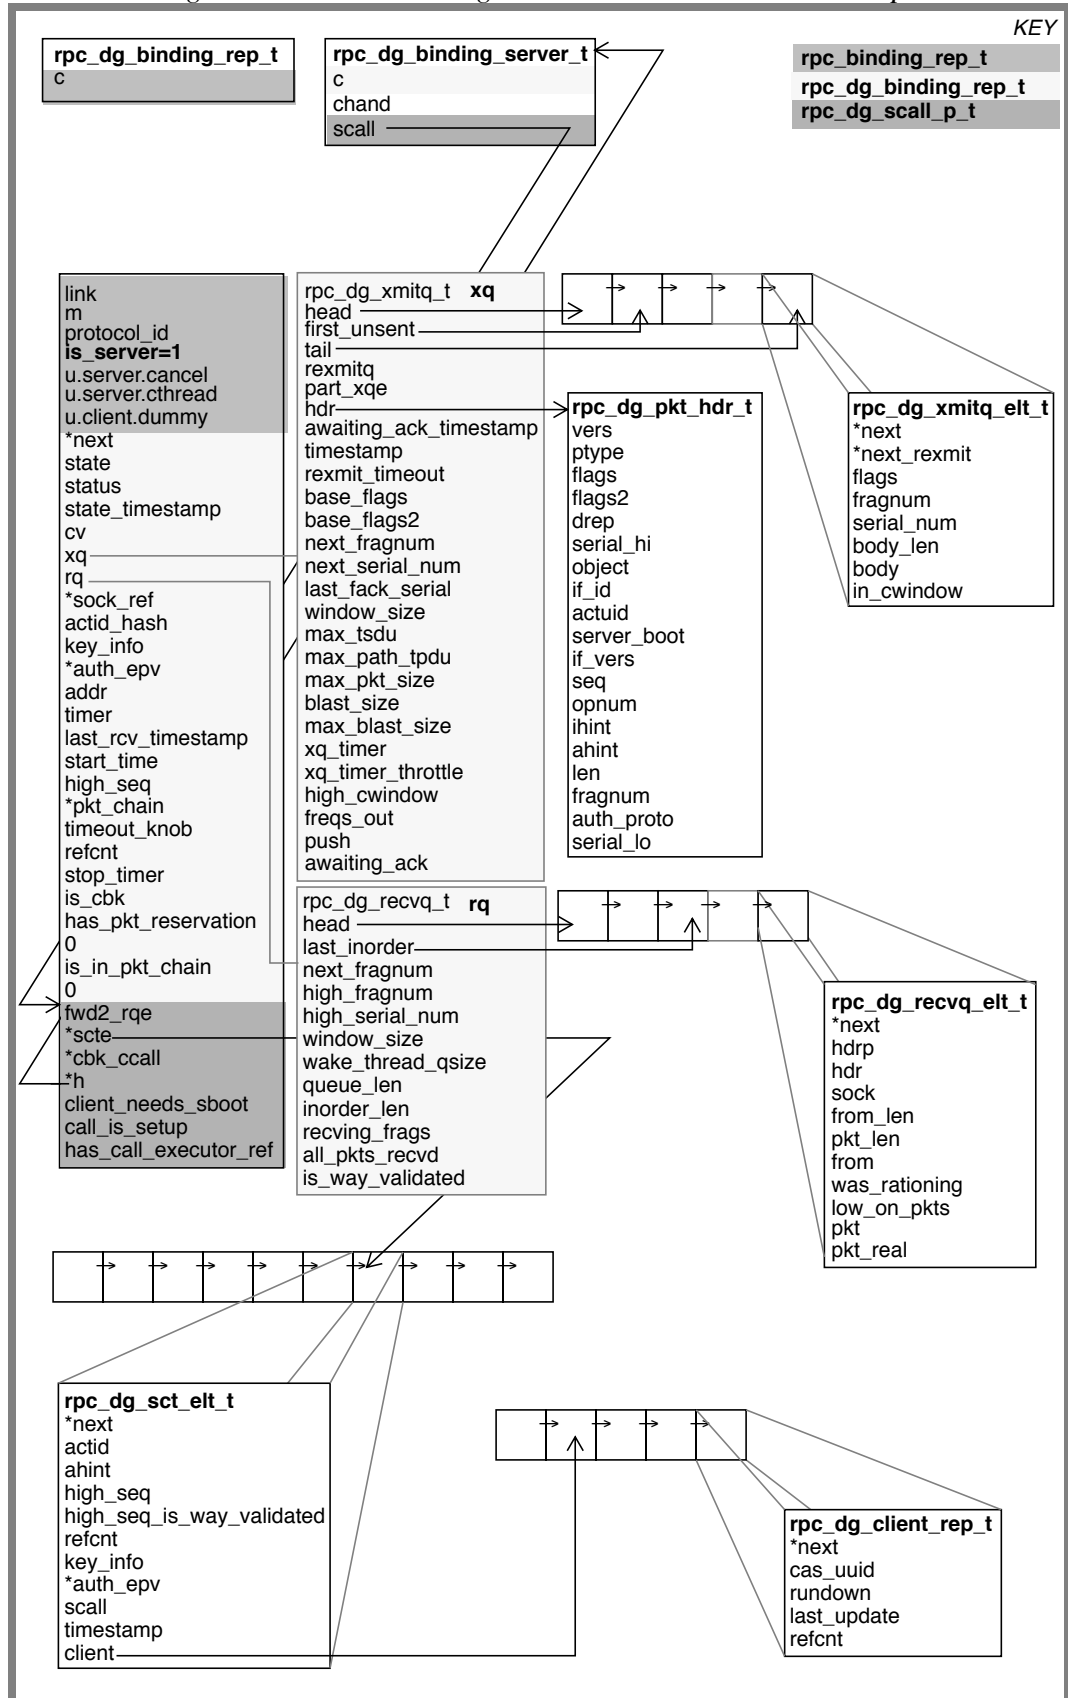 KEY
rpc_dg_binding_rep_t
c
rpc_dg_binding_server_t
c
chand
scall
rpc_binding_rep_t
rpc_dg_binding_rep_t
rpc_dg_scall_p_t
link
m
protocol_id
is_server=1
u.server.cancel
u.server.cthread
u.client.dummy
*next
state
status
state_timestamp
cv
xq
rq
*sock_ref
actid_hash
key_info
*auth_epv
addr
timer
last_rcv_timestamp
start_time
high_seq
*pkt_chain
timeout_knob
refcnt
stop_timer
is_cbk
has_pkt_reservation
0
is_in_pkt_chain
0
fwd2_rqe
*scte
*cbk_ccall
*h
client_needs_sboot
call_is_setup
has_call_executor_ref
rpc_dg_xmitq_t xq
head
first_unsent
tail
rexmitq
part_xqe
hdr
awaiting_ack_timestamp
timestamp
rexmit_timeout
base_flags
base_flags2
next_fragnum
next_serial_num
last_fack_serial
window_size
max_tsdu
max_path_tpdu
max_pkt_size
blast_size
max_blast_size
xq_timer
xq_timer_throttle
high_cwindow
freqs_out
push
awaiting_ack
rpc_dg_pkt_hdr_t
vers
ptype
flags
flags2
drep
serial_hi
object
if_id
actuid
server_boot
if_vers
seq
opnum
ihint
ahint
len
fragnum
auth_proto
serial_lo
rpc_dg_xmitq_elt_t
*next
*next_rexmit
flags
fragnum
serial_num
body_len
body
in_cwindow
rpc_dg_recvq_t rq
head
last_inorder
next_fragnum
high_fragnum
high_serial_num
window_size
wake_thread_qsize
queue_len
inorder_len
recving_frags
all_pkts_recvd
is_way_validated
rpc_dg_recvq_elt_t
*next
hdrp
hdr
sock
from_len
pkt_len
from
was_rationing
low_on_pkts
pkt
pkt_real
rpc_dg_sct_elt_t
*next
actid
ahint
high_seq
high_seq_is_way_validated
refcnt
key_info
*auth_epv
scall
timestamp
client
rpc_dg_client_rep_t
*next
cas_uuid
rundown
last_update
refcnt